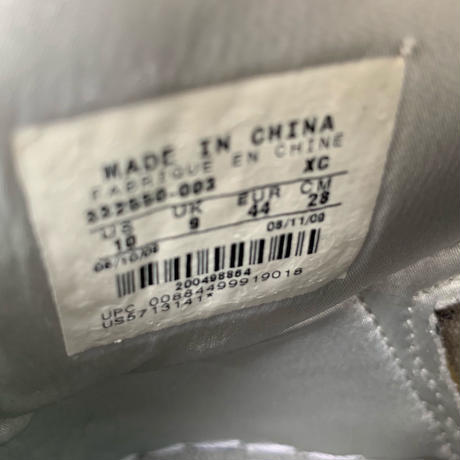 MADE IN CHINA
FABRIQUE EN CHINE
XC
US UK EUR CM
10 9 44 28
08/11/09
200498864
UPC 00884499919018
US5713141*